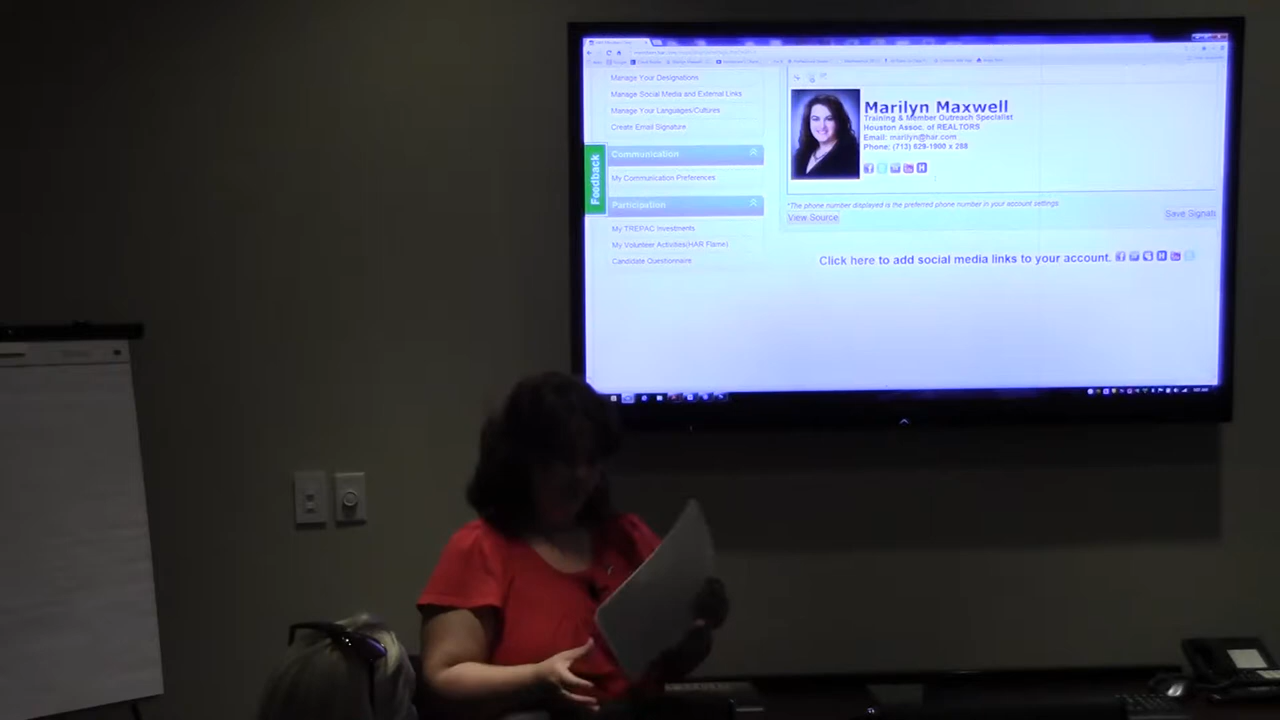 Manage Your Designations
Manage Social Media and External Links
Manage Your Languages/Cultures
Create Email Signature
Feedback
Communication
My Communication Preferences
Participation
My TREPAC Investments
My Volunteer Activities(HAR Flame)
Candidate Questionnaire
Marilyn Maxwell
Training & Member Outreach Specialist
Houston Assoc. of REALTORS
Email: marilyn@har.com
Phone: (713) 629-1900 x 288
*The phone number displayed is the preferred phone number in your account settings
View Source
Save Signatu
Click here to add social media links to your account.